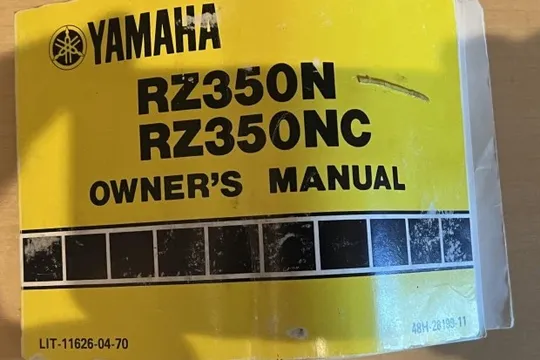 YAMAHA
RZ350N
RZ350NC
OWNER'S MANUAL
LIT-11626-04-70
48H-28199-11